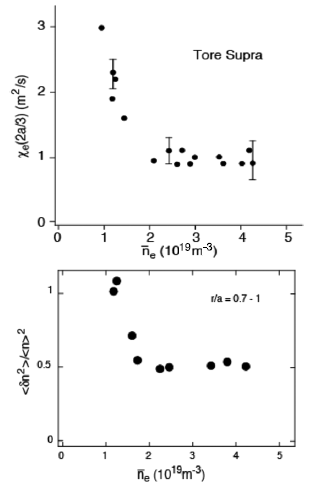 Tore Supra
χe(2a/3) (m²/s)
3
2
1
0
0 1 2 3 4 5
n̄e (10¹⁹m⁻³)
r/a = 0.7 - 1
<δn²>/<n>²
1
0.5
0
0 1 2 3 4 5
n̄e (10¹⁹m⁻³)